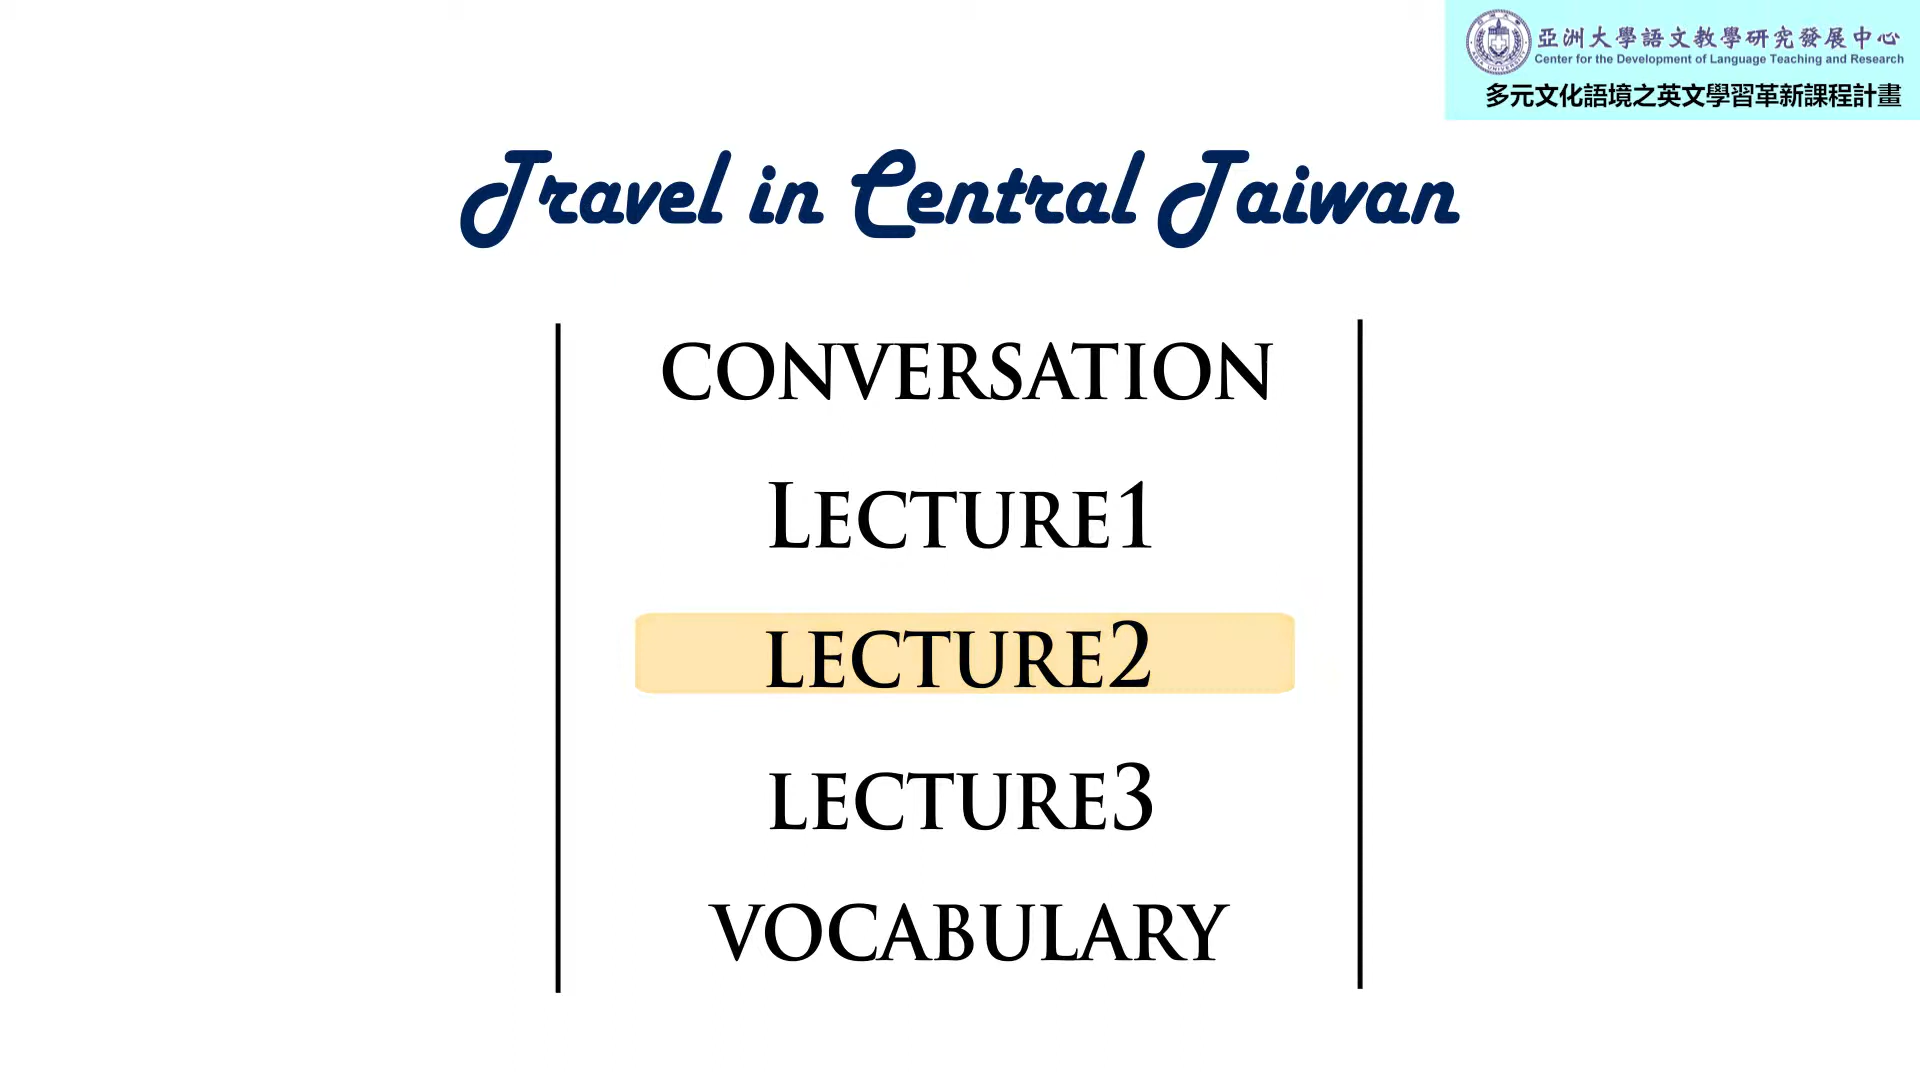 亞洲大學語文教學研究發展中心
Center for the Development of Language Teaching and Research
多元文化語境之英文學習革新課程計畫
Travel in Central Taiwan
CONVERSATION
LECTURE1
LECTURE2
LECTURE3
VOCABULARY